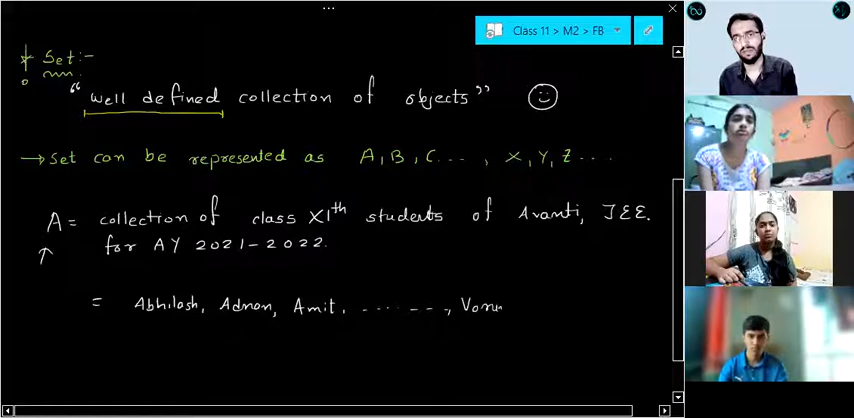 Class 11 > M2 > FB
* Set:-
"well defined collection of objects"
→ Set can be represented as A, B, C...., X, Y, Z....
A = collection of class XIth students of Avanti, JEE.
for AY 2021-2022.
= Abhilash, Adnan, Amit, ........, Varun